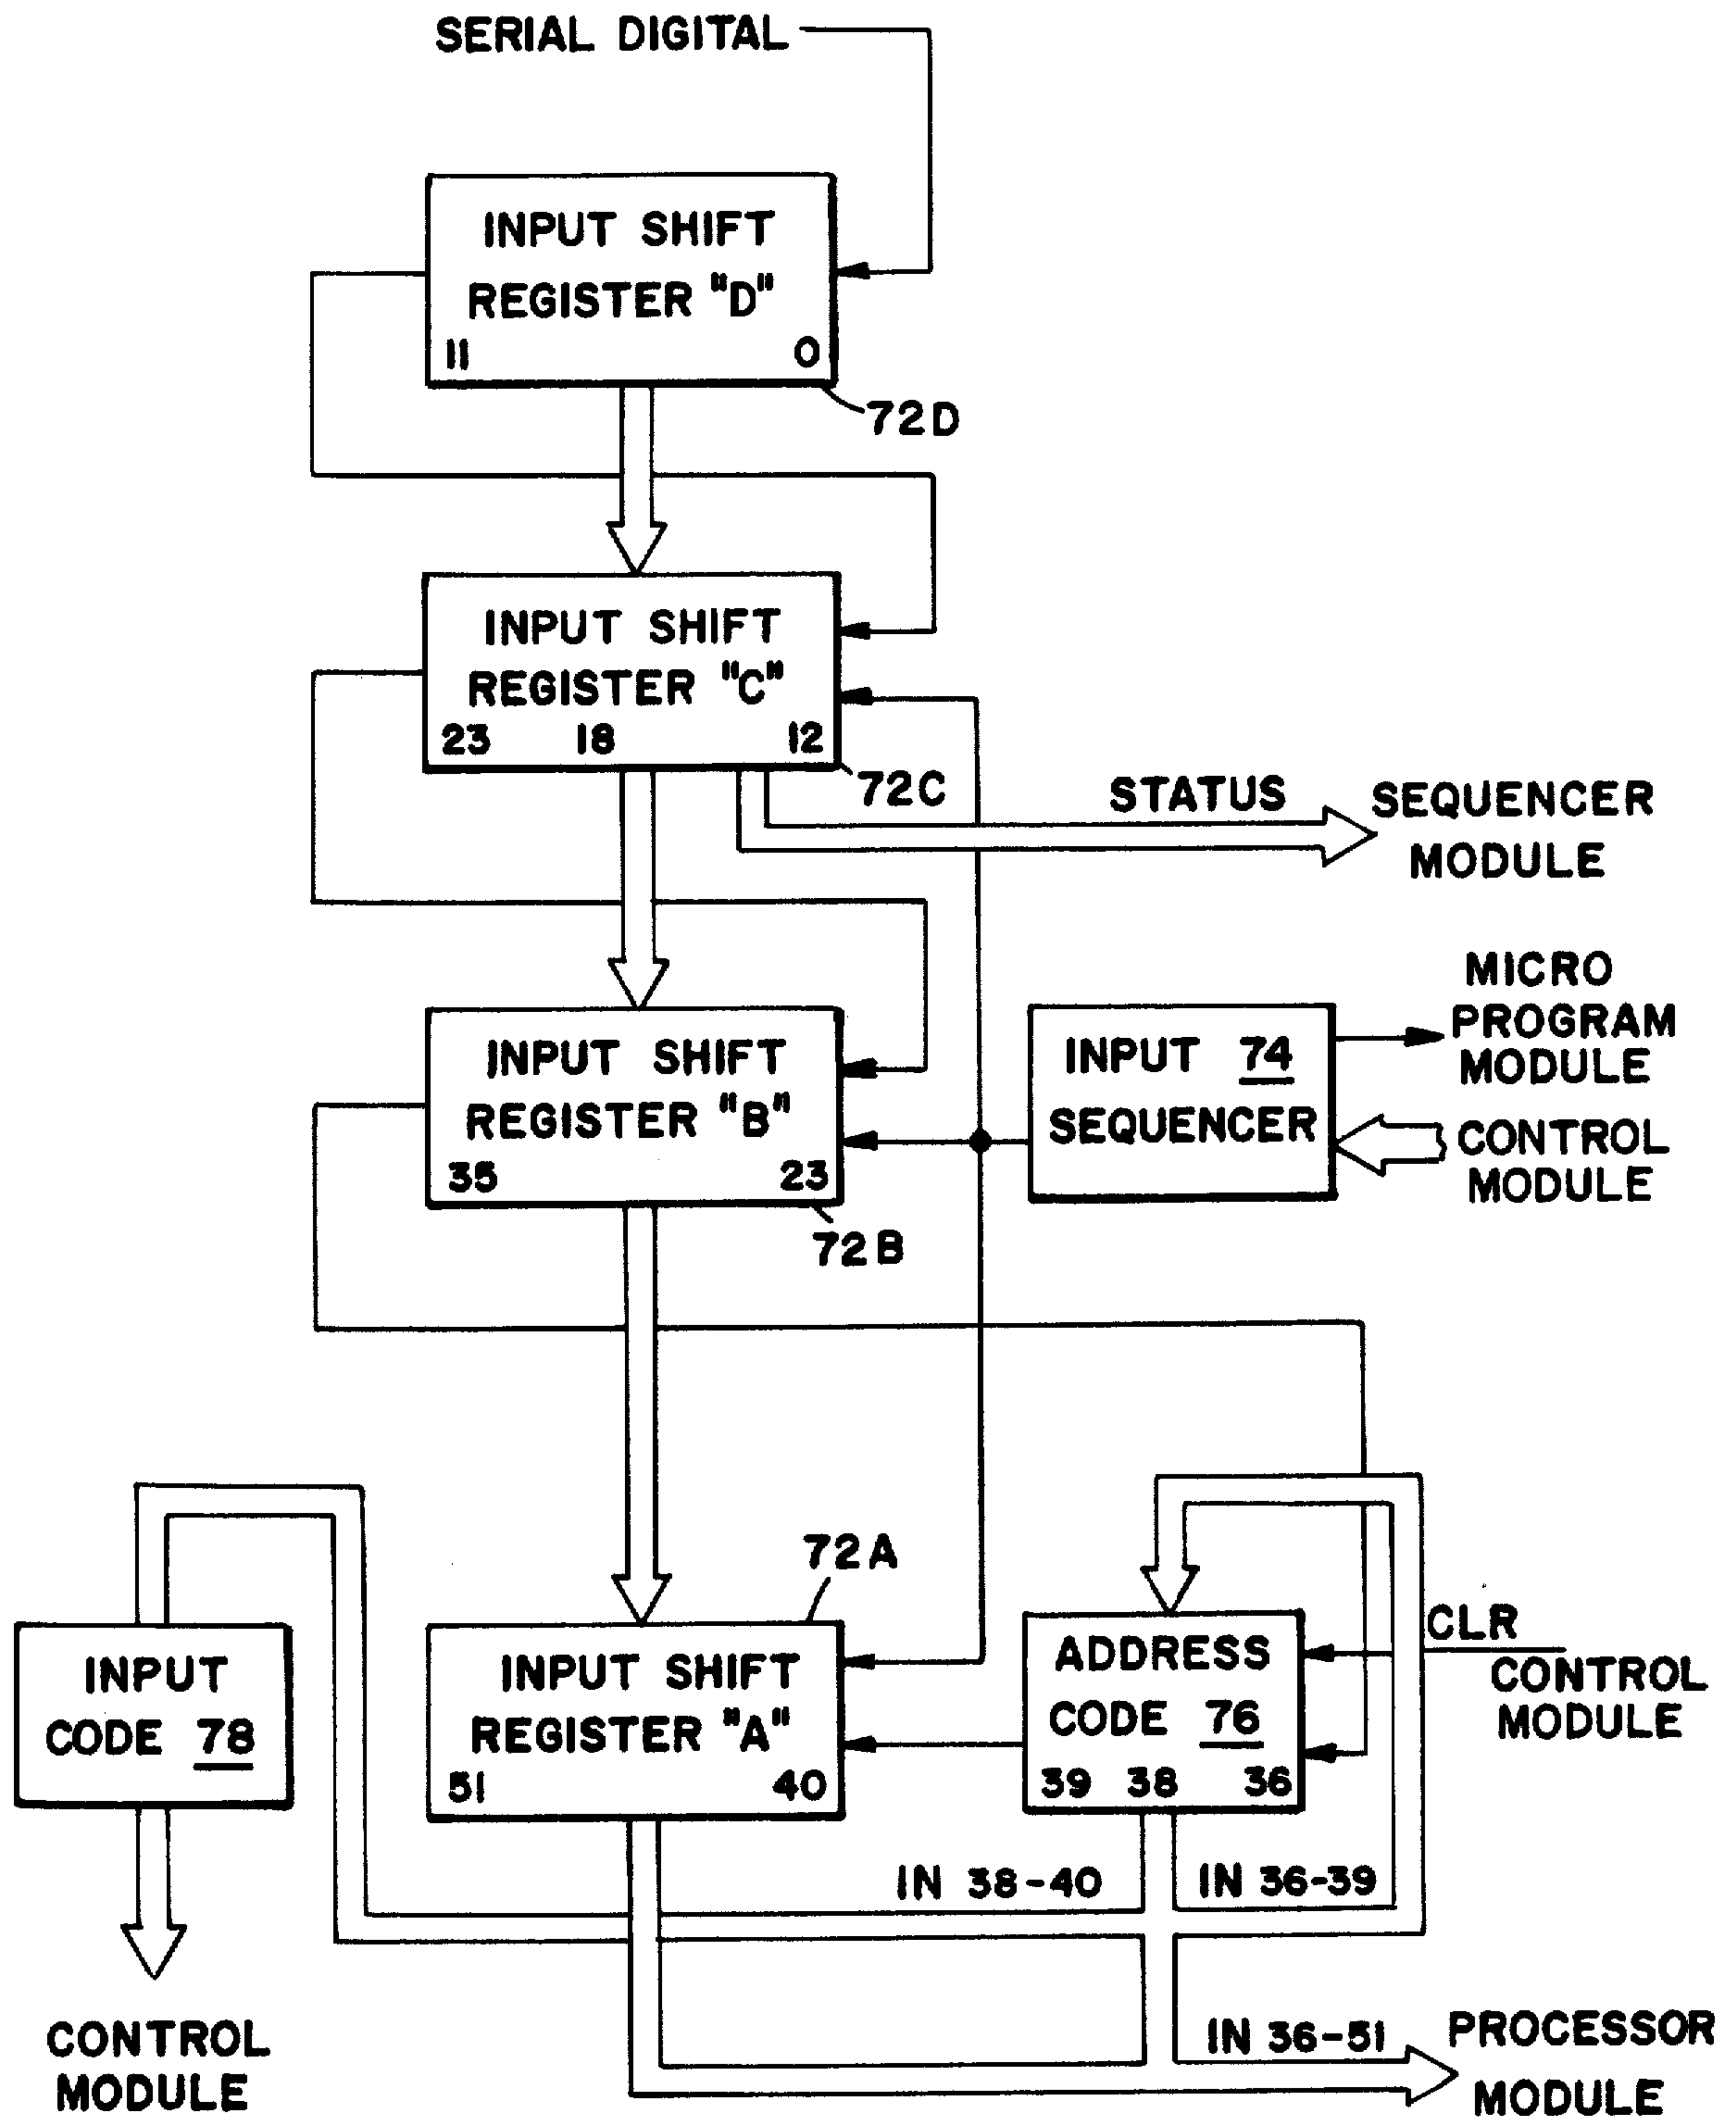 SERIAL DIGITAL
INPUT SHIFT
REGISTER "D"
11 0
72D
INPUT SHIFT
REGISTER "C"
23 18 12
72C
STATUS
SEQUENCER
MODULE
INPUT SHIFT
REGISTER "B"
35 23
72B
INPUT 74
SEQUENCER
MICRO
PROGRAM
MODULE
CONTROL
MODULE
72A
INPUT
CODE 78
INPUT SHIFT
REGISTER "A"
51 40
ADDRESS
CODE 76
39 38 36
CLR
CONTROL
MODULE
IN 38-40
IN 36-39
CONTROL
MODULE
IN 36-51
PROCESSOR
MODULE